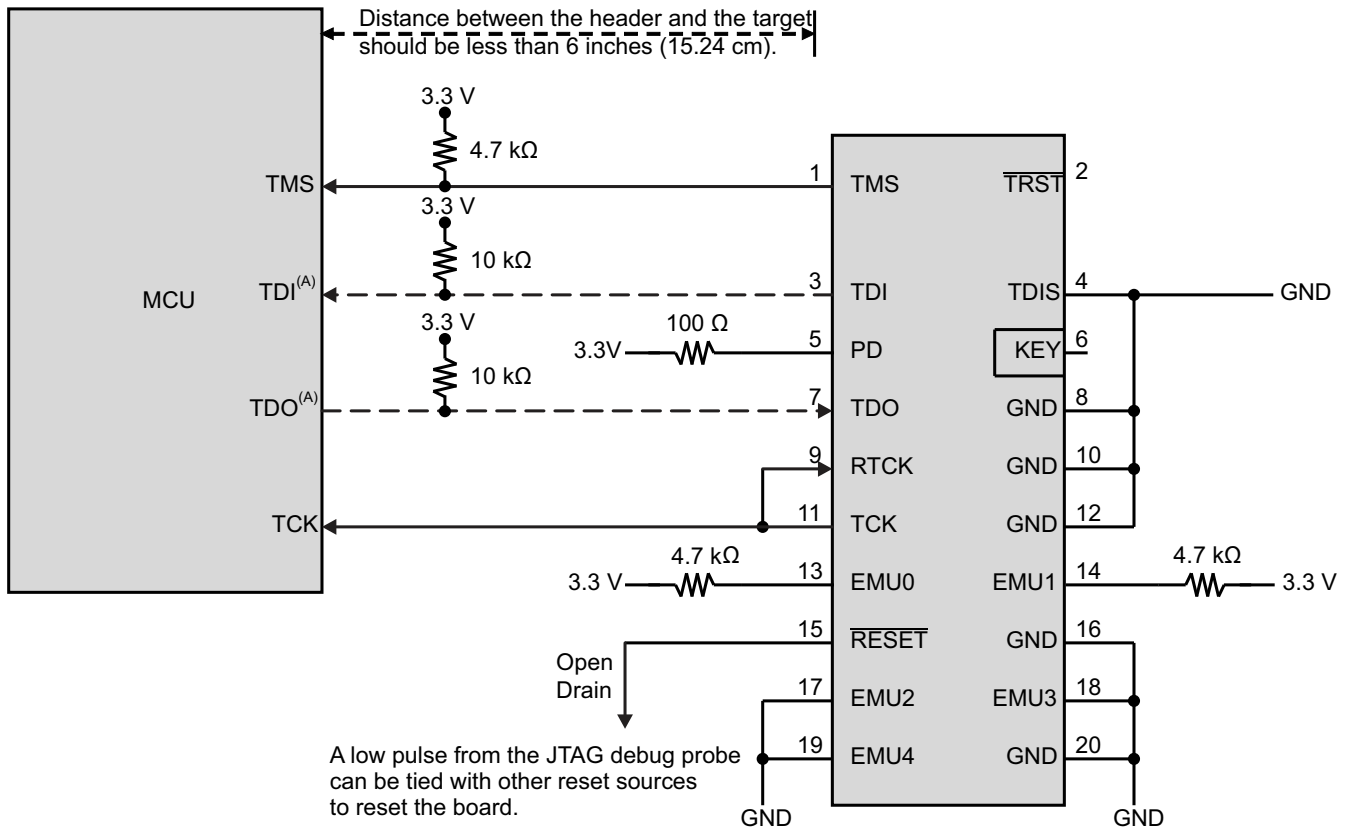 Distance between the header and the target
should be less than 6 inches (15.24 cm).
3.3 V
4.7 kΩ
TMS
1
TMS
TRST
2
3.3 V
10 kΩ
MCU
TDI(A)
3
TDI
TDIS
4
GND
3.3 V
100 Ω
3.3V
5
PD
KEY
6
10 kΩ
TDO(A)
7
TDO
GND
8
9
RTCK
GND
10
TCK
11
TCK
GND
12
4.7 kΩ
3.3 V
13
EMU0
EMU1
14
4.7 kΩ
3.3 V
15
RESET
GND
16
Open
Drain
17
EMU2
EMU3
18
A low pulse from the JTAG debug probe
can be tied with other reset sources
to reset the board.
19
EMU4
GND
20
GND
GND